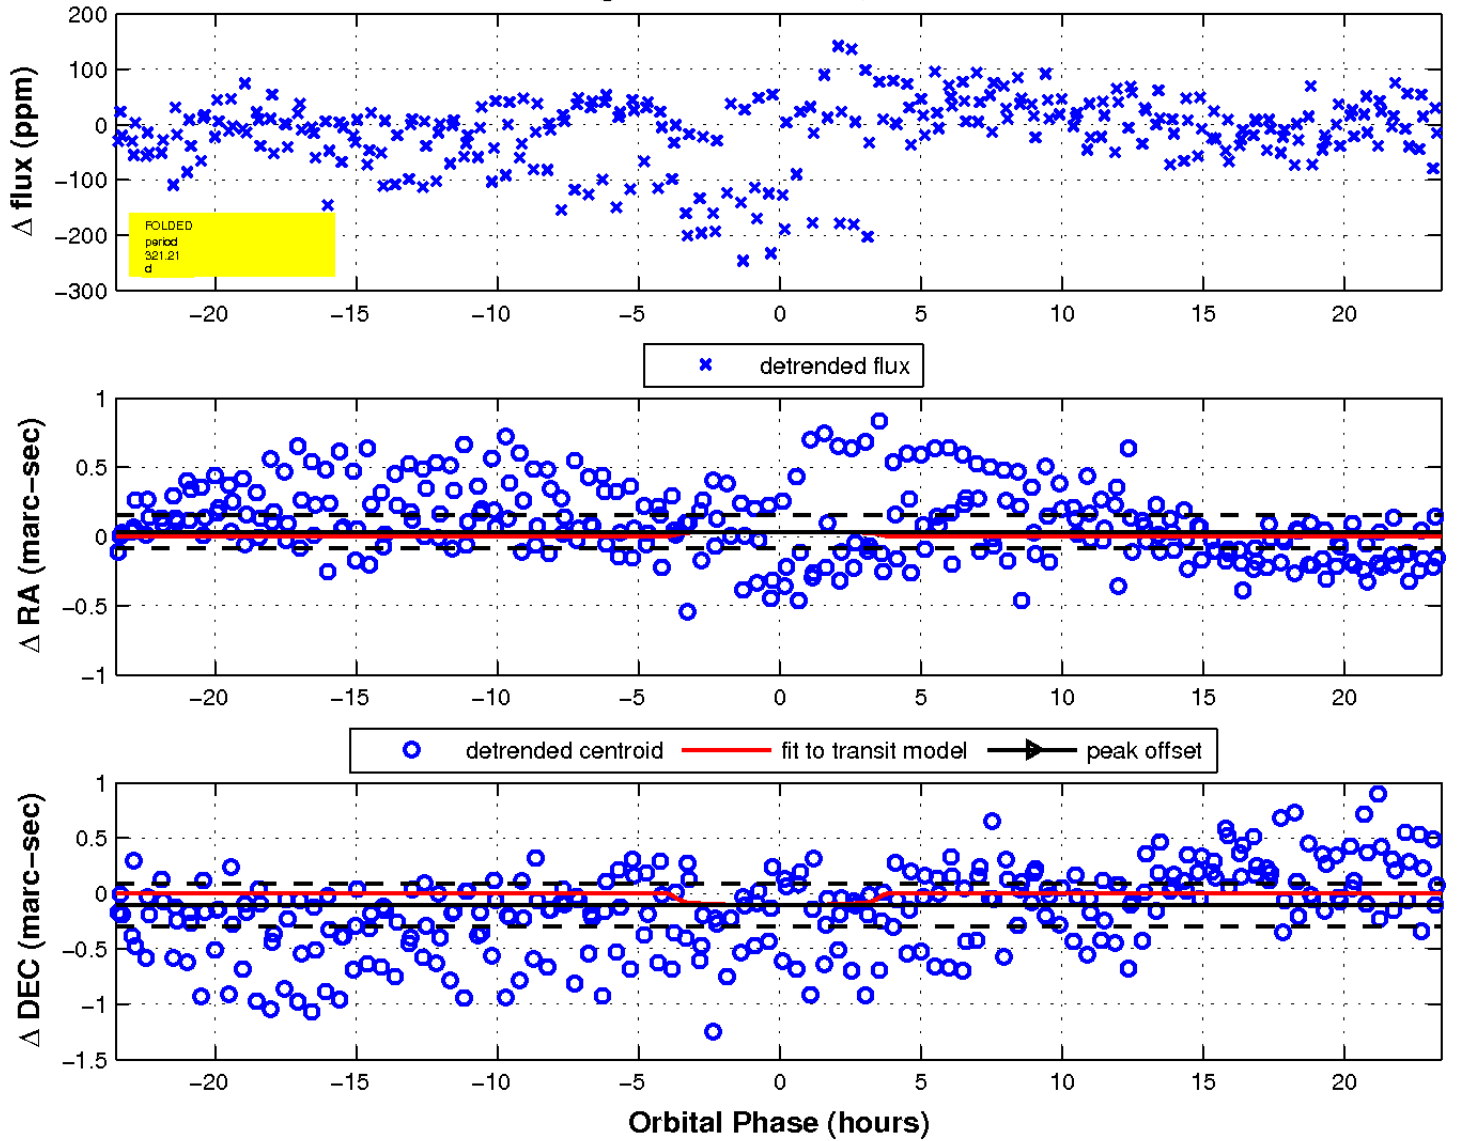 200
100
0
−100
−200
−300
Δ flux (ppm)
FOLDED
period
321.21
d
−20 −15 −10 −5 0 5 10 15 20
detrended flux
1
0.5
0
−0.5
−1
Δ RA (marc−sec)
−20 −15 −10 −5 0 5 10 15 20
detrended centroid fit to transit model peak offset
1
0.5
0
−0.5
−1
−1.5
Δ DEC (marc−sec)
−20 −15 −10 −5 0 5 10 15 20
Orbital Phase (hours)